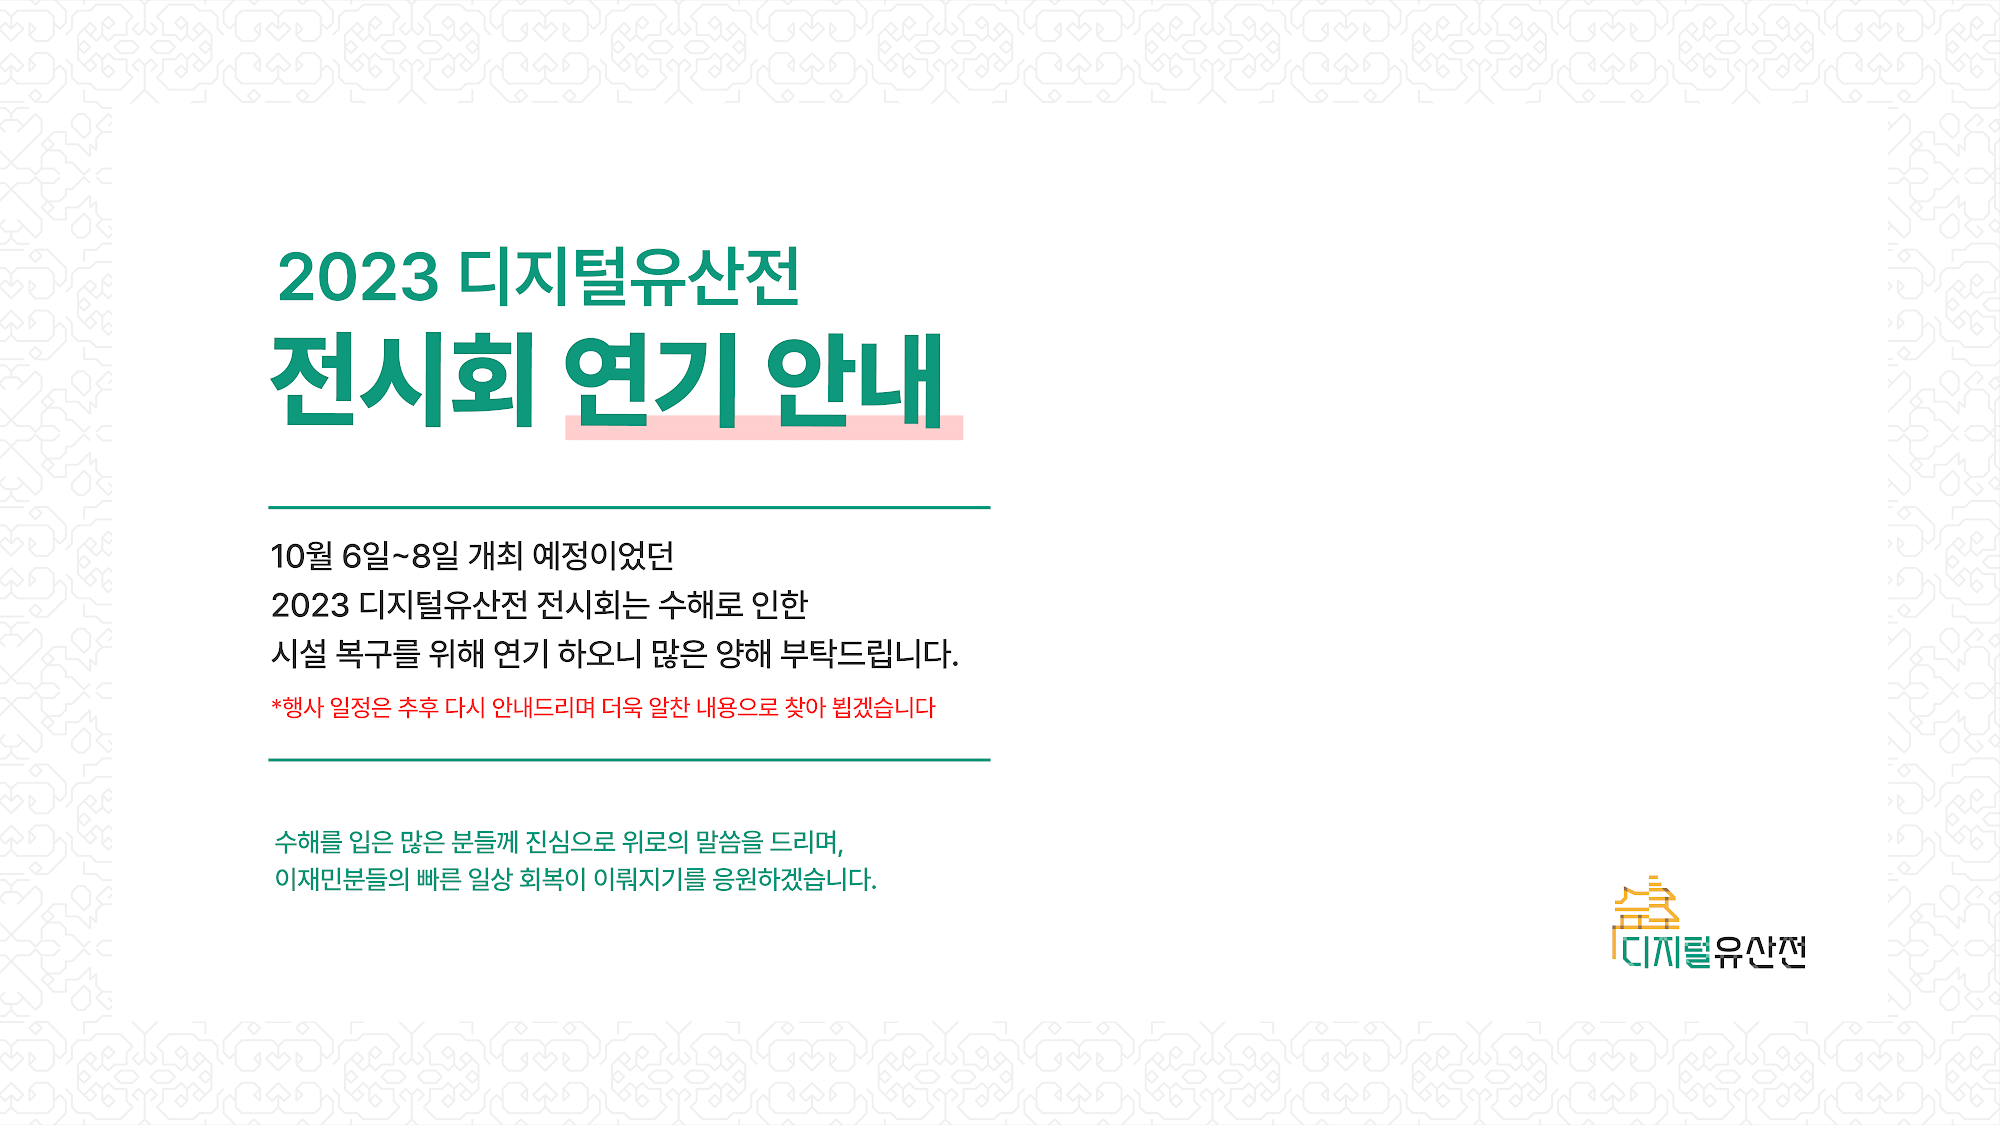 2023 디지털유산전
전시회 연기 안내
10월 6일~8일 개최 예정이었던
2023 디지털유산전 전시회는 수해로 인한
시설 복구를 위해 연기 하오니 많은 양해 부탁드립니다.
*행사 일정은 추후 다시 안내드리며 더욱 알찬 내용으로 찾아 뵙겠습니다
수해를 입은 많은 분들께 진심으로 위로의 말씀을 드리며,
이재민분들의 빠른 일상 회복이 이뤄지기를 응원하겠습니다.
디지털유산전